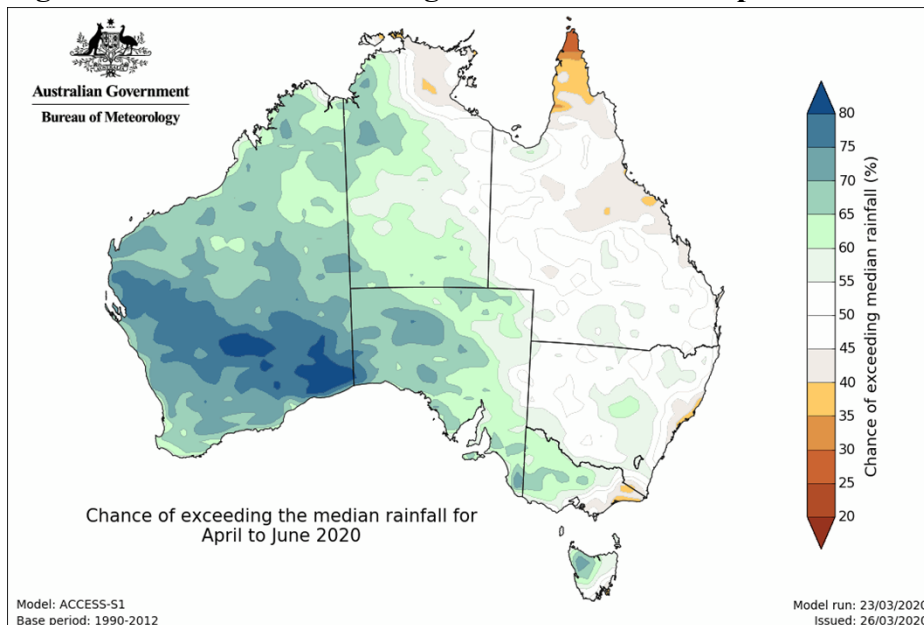 Australian Government
Bureau of Meteorology
80
75
70
65
60
55
50
45
40
35
30
25
20
Chance of exceeding median rainfall (%)
Chance of exceeding the median rainfall for
April to June 2020
Model: ACCESS-S1
Base period: 1990-2012
Model run: 23/03/2020
Issued: 26/03/2020